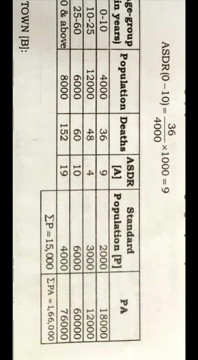 ASDR (0 – 10) = 36/4000 ×1000 = 9
ge-group Population Deaths ASDR Standard PA
in years) [A] Population [P]
0-10 4000 36 9 2000 18000
10-25 12000 48 4 3000 12000
25-60 6000 60 10 6000 60000
0 & above 8000 152 19 4000 76000
ΣP = 15,000 ΣPA = 1,66,000
TOWN [B]: